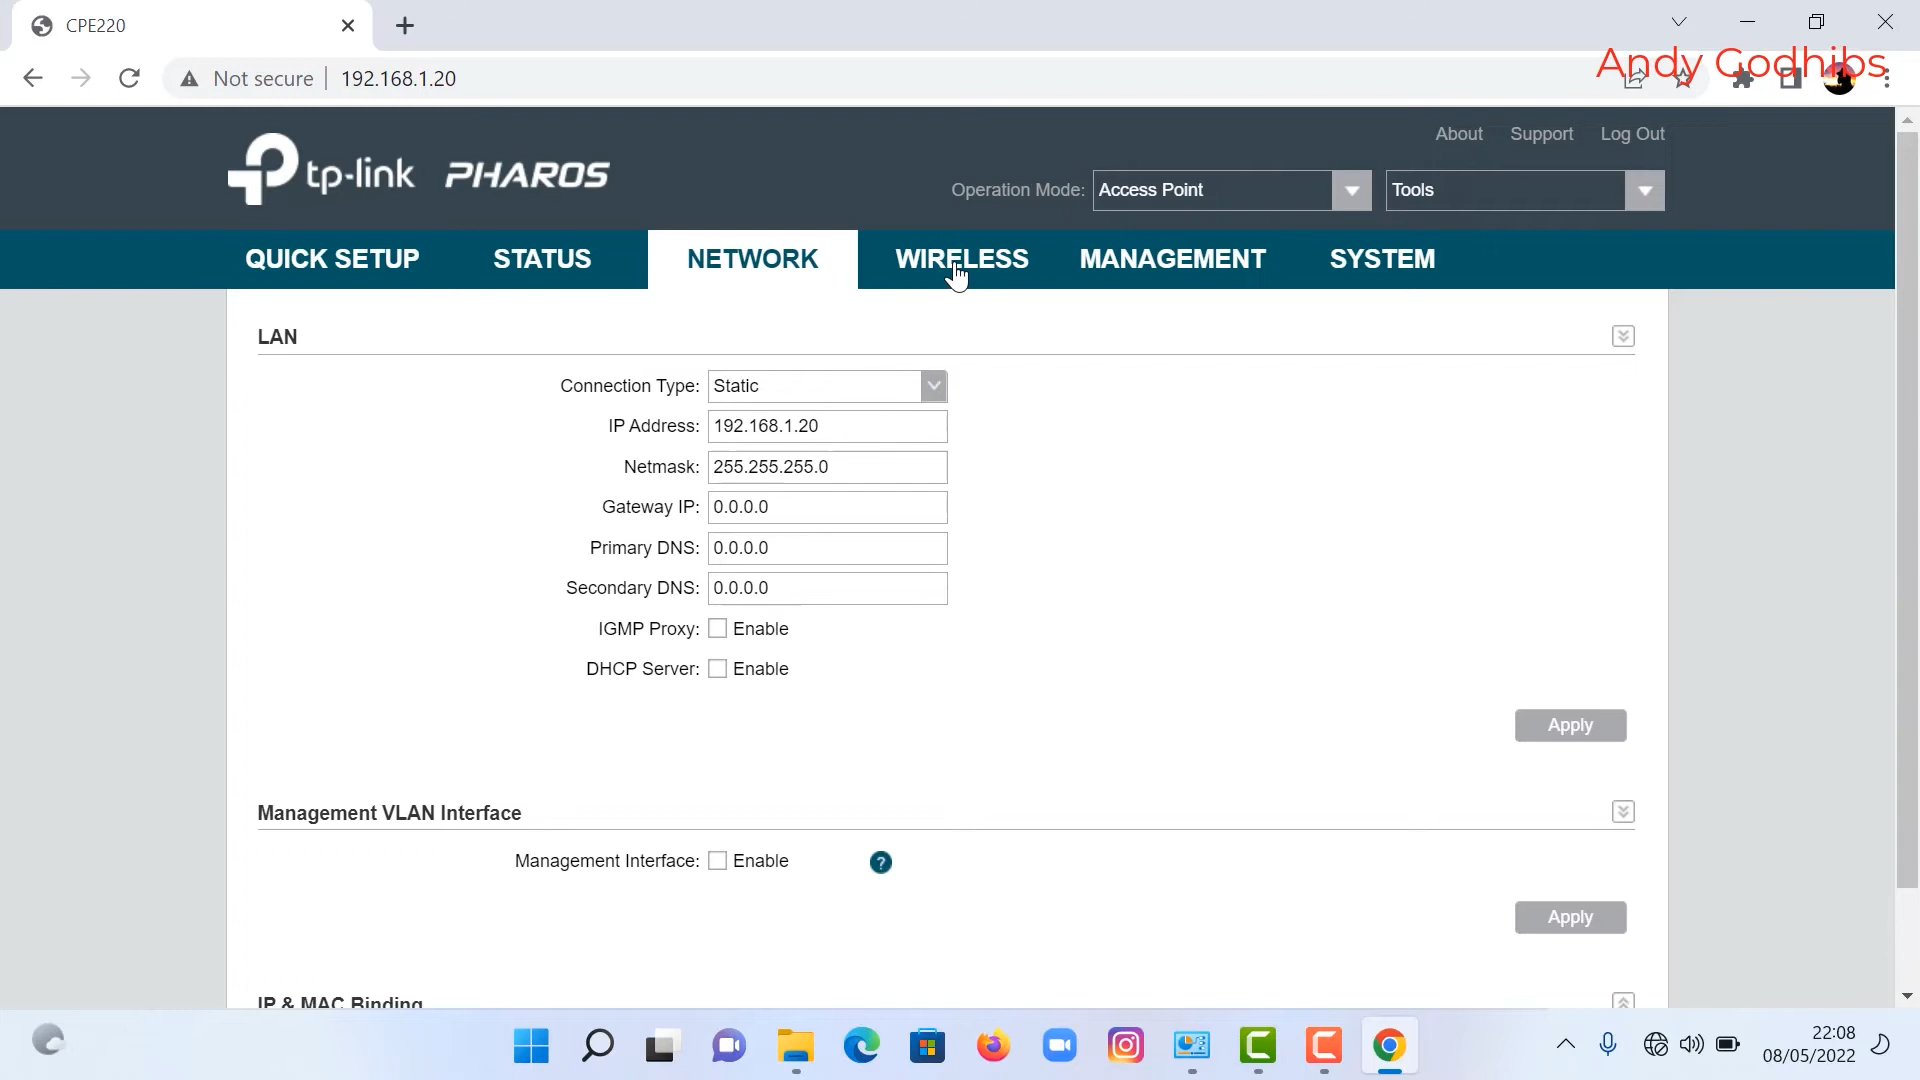 CPE220
Not secure 192.168.1.20
Andy Godhibs
About Support Log Out
tp-link PHAROS
Operation Mode: Access Point Tools
QUICK SETUP STATUS NETWORK WIRELESS MANAGEMENT SYSTEM
LAN
Connection Type: Static
IP Address: 192.168.1.20
Netmask: 255.255.255.0
Gateway IP: 0.0.0.0
Primary DNS: 0.0.0.0
Secondary DNS: 0.0.0.0
IGMP Proxy: Enable
DHCP Server: Enable
Apply
Management VLAN Interface
Management Interface: Enable ?
Apply
IP & MAC Binding
22:08
08/05/2022